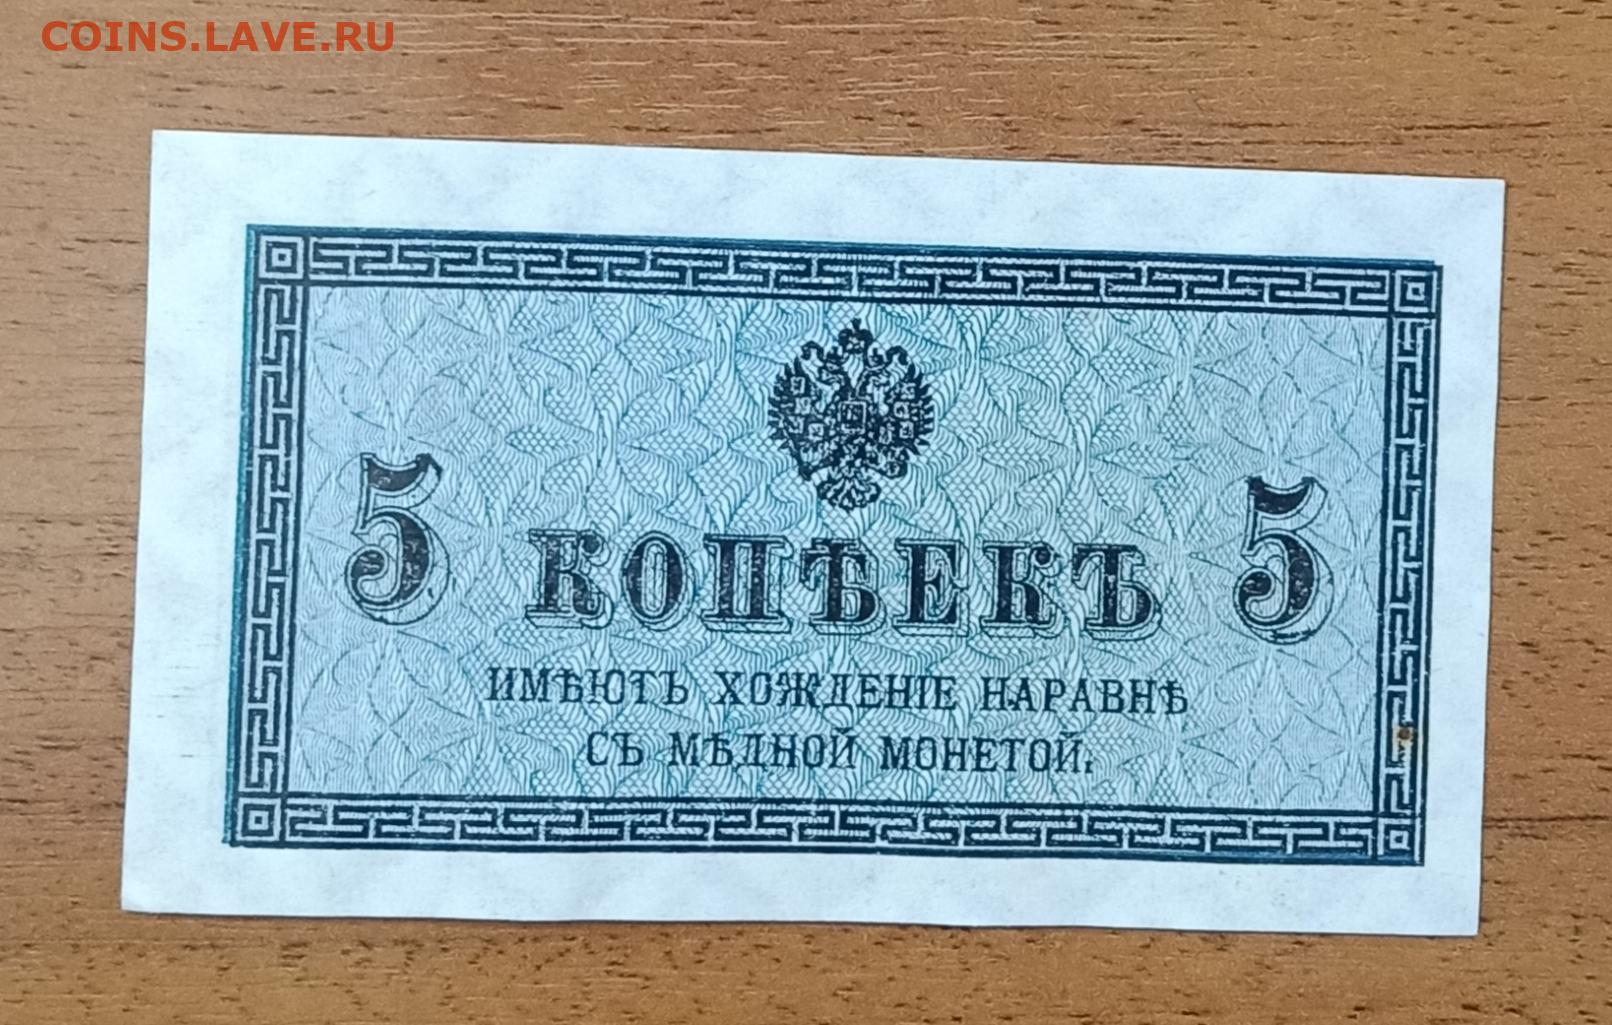 COINS.LAVE.RU
5 КОПѢЕКЪ 5
ИМѢЮТЪ ХОЖДЕНІЕ НАРАВНѢ
СЪ МѢДНОЙ МОНЕТОЙ.